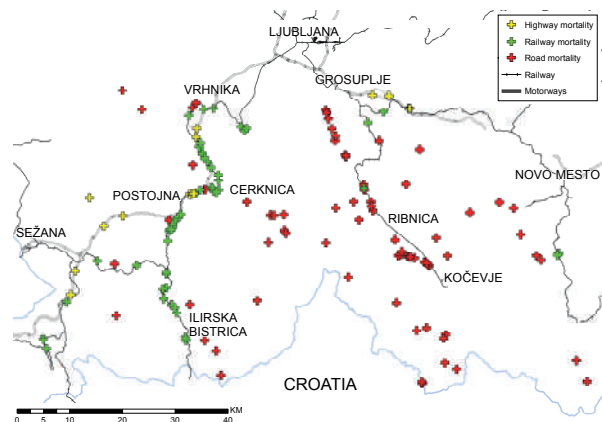 LJUBLJANA
Highway mortality
Railway mortality
Road mortality
Railway
Motorways
GROSUPLJE
VRHNIKA
NOVO MESTO
POSTOJNA
CERKNICA
RIBNICA
SEŽANA
KOČEVJE
ILIRSKA
BISTRICA
CROATIA
KM
0 5 10 20 30 40